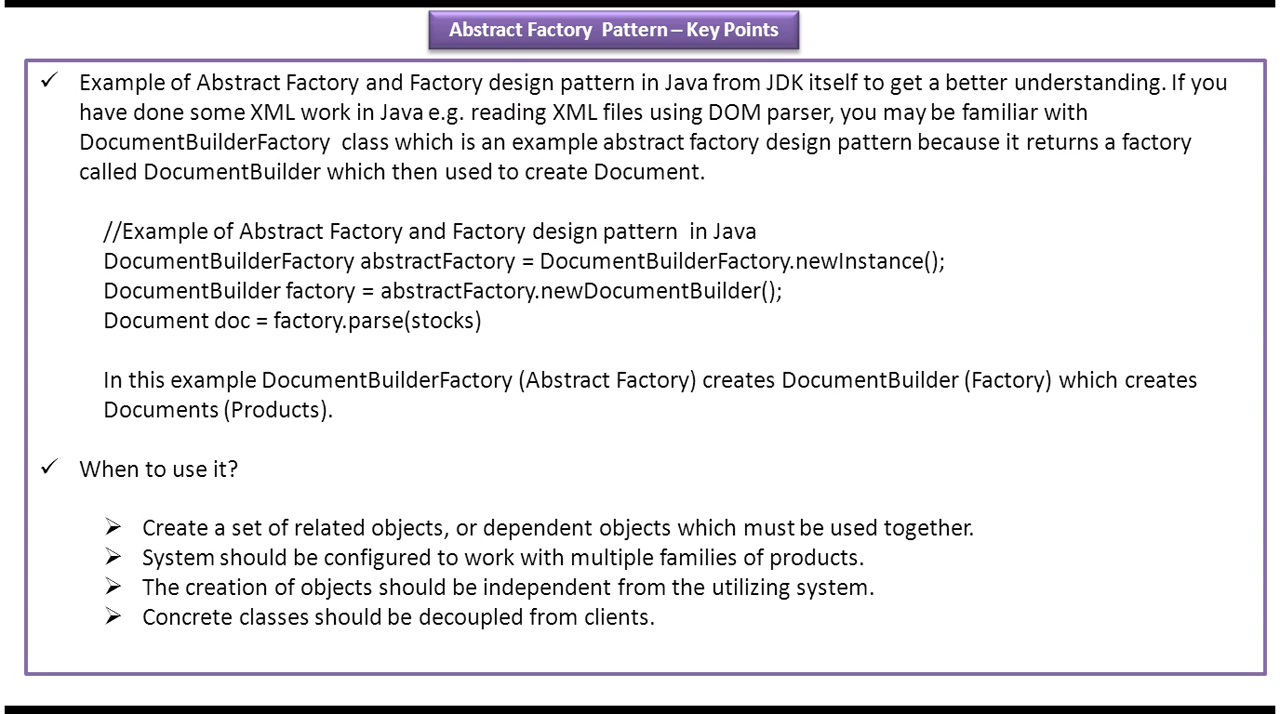 Abstract Factory Pattern – Key Points
✓ Example of Abstract Factory and Factory design pattern in Java from JDK itself to get a better understanding. If you
have done some XML work in Java e.g. reading XML files using DOM parser, you may be familiar with
DocumentBuilderFactory class which is an example abstract factory design pattern because it returns a factory
called DocumentBuilder which then used to create Document.
//Example of Abstract Factory and Factory design pattern in Java
DocumentBuilderFactory abstractFactory = DocumentBuilderFactory.newInstance();
DocumentBuilder factory = abstractFactory.newDocumentBuilder();
Document doc = factory.parse(stocks)
In this example DocumentBuilderFactory (Abstract Factory) creates DocumentBuilder (Factory) which creates
Documents (Products).
✓ When to use it?
➢ Create a set of related objects, or dependent objects which must be used together.
➢ System should be configured to work with multiple families of products.
➢ The creation of objects should be independent from the utilizing system.
➢ Concrete classes should be decoupled from clients.